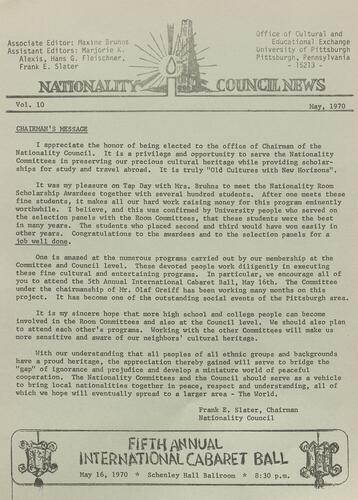 Associate Editor: Maxine Bruhns
Assistant Editors: Marjorie K.
Alexis, Hans G. Fleischner,
Frank E. Slater
Office of Cultural and
Educational Exchange
University of Pittsburgh
Pittsburgh, Pennsylvania
- 15213 -
NATIONALITY COUNCIL NEWS
Vol. 10
May, 1970
CHAIRMAN'S MESSAGE
I appreciate the honor of being elected to the office of Chairman of the
Nationality Council. It is a privilege and opportunity to serve the Nationality
Committees in preserving our precious cultural heritage while providing scholar-
ships for study and travel abroad. It is truly "Old Cultures with New Horizons".
It was my pleasure on Tap Day with Mrs. Bruhns to meet the Nationality Room
Scholarship Awardees together with several hundred students. After one meets these
fine students, it makes all our hard work raising money for this program eminently
worthwhile. I believe, and this was confirmed by University people who served on
the selection panels with the Room Committees, that these students were the best
in many years. The students who placed second and third would have won easily in
other years. Congratulations to the awardees and to the selection panels for a
job well done.
One is amazed at the numerous programs carried out by our membership at the
Committee and Council level. These devoted people work diligently in executing
these fine cultural and entertaining programs. In particular, we encourage all of
you to attend the 5th Annual International Cabaret Ball, May 16th. The Committee
under the chairmanship of Mr. Olaf Greiff has been working many months on this
project. It has become one of the outstanding social events of the Pittsburgh area.
It is my sincere hope that more high school and college people can become
involved in the Room Committees and also at the Council level. We should also plan
to attend each other's programs. Working with the other Committees will make us
more sensitive and aware of our neighbors' cultural heritage.
With our understanding that all peoples of all ethnic groups and backgrounds
have a proud heritage, the appreciation thereby gained will serve to bridge the
"gap" of ignorance and prejudice and develop a miniature world of peaceful
cooperation. The Nationality Committees and the Council should serve as a vehicle
to bring local nationalities together in peace, respect and understanding, all of
which we hope will eventually spread to a larger area - The World.
Frank E. Slater, Chairman
Nationality Council
FIFTH ANNUAL
INTERNATIONAL CABARET BALL
May 16, 1970 * Schenley Hall Ballroom * 8:30 p.m.